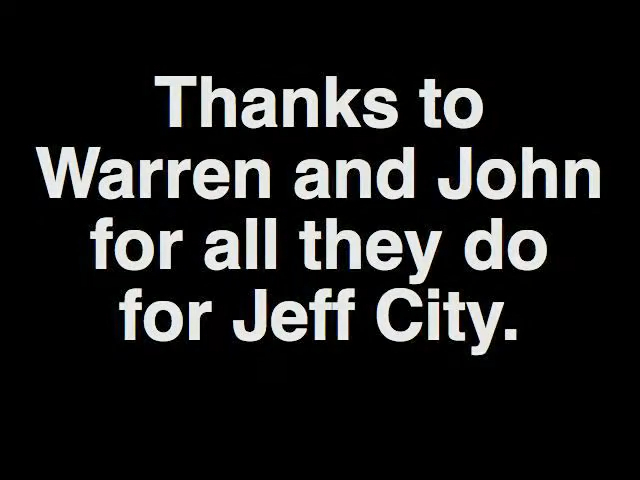 Thanks to
Warren and John
for all they do
for Jeff City.